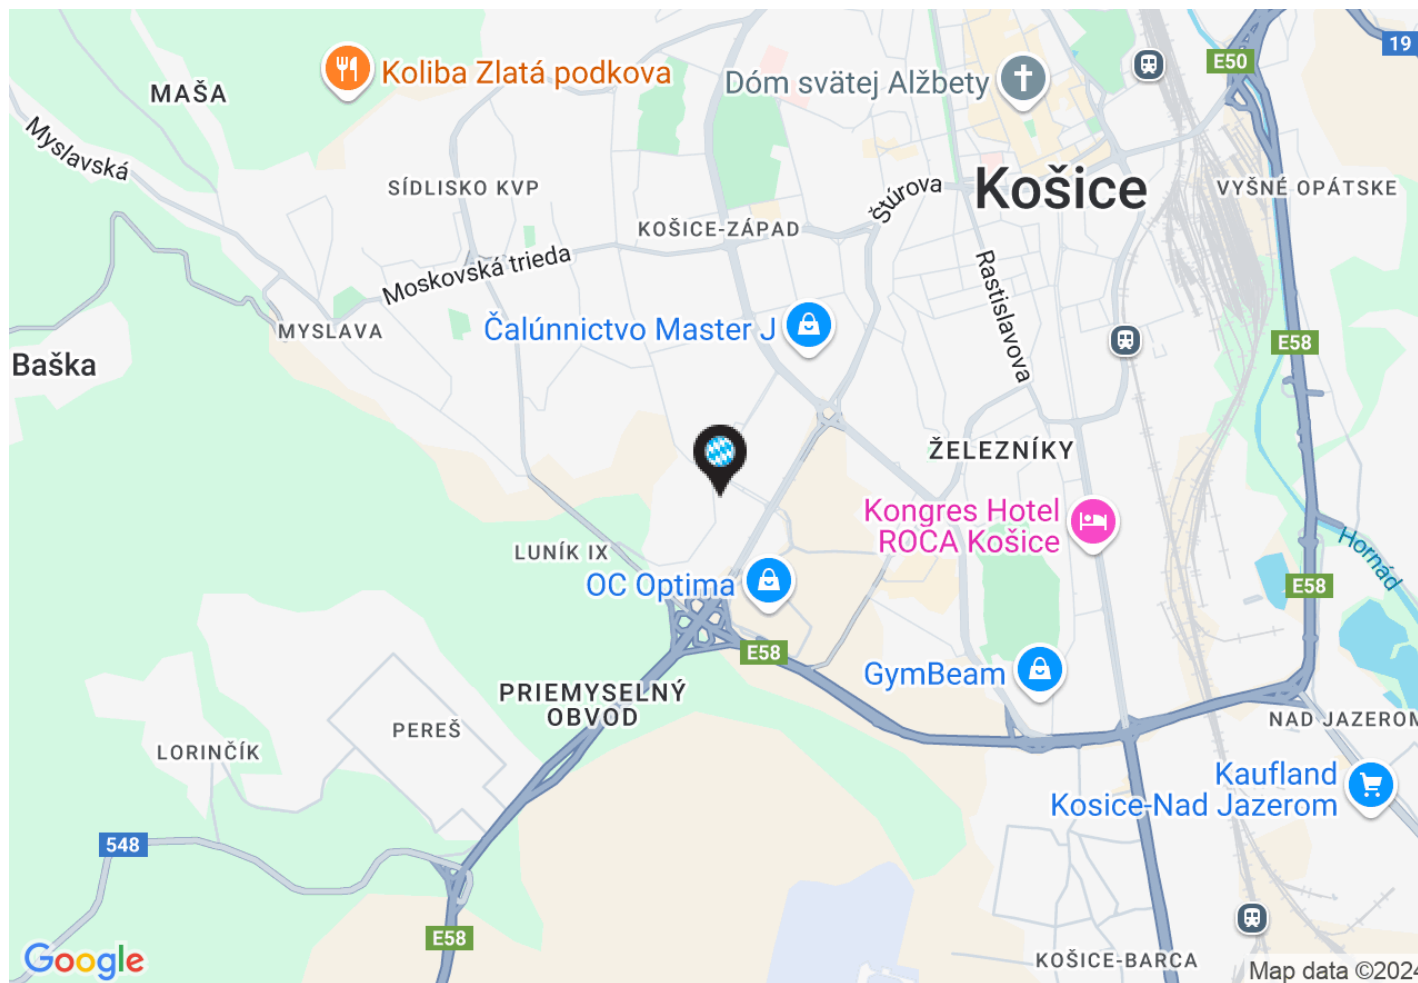 19
E50
Koliba Zlatá podkova
Dóm svätej Alžbety
MAŠA
Myslavská
SÍDLISKO KVP
Štúrova
Košice
VYŠNÉ OPÁTSKE
KOŠICE-ZÁPAD
Moskovská trieda
Rastislavova
MYSLAVA
Čalúnnictvo Master J
E58
Baška
ŽELEZNÍKY
Kongres Hotel
ROCA Košice
LUNÍK IX
Hornád
OC Optima
E58
E58
GymBeam
PRIEMYSELNÝ
OBVOD
NAD JAZEROM
PEREŠ
LORINČÍK
Kaufland
Kosice-Nad Jazerom
548
E58
Google
KOŠICE-BARCA
Map data ©2024